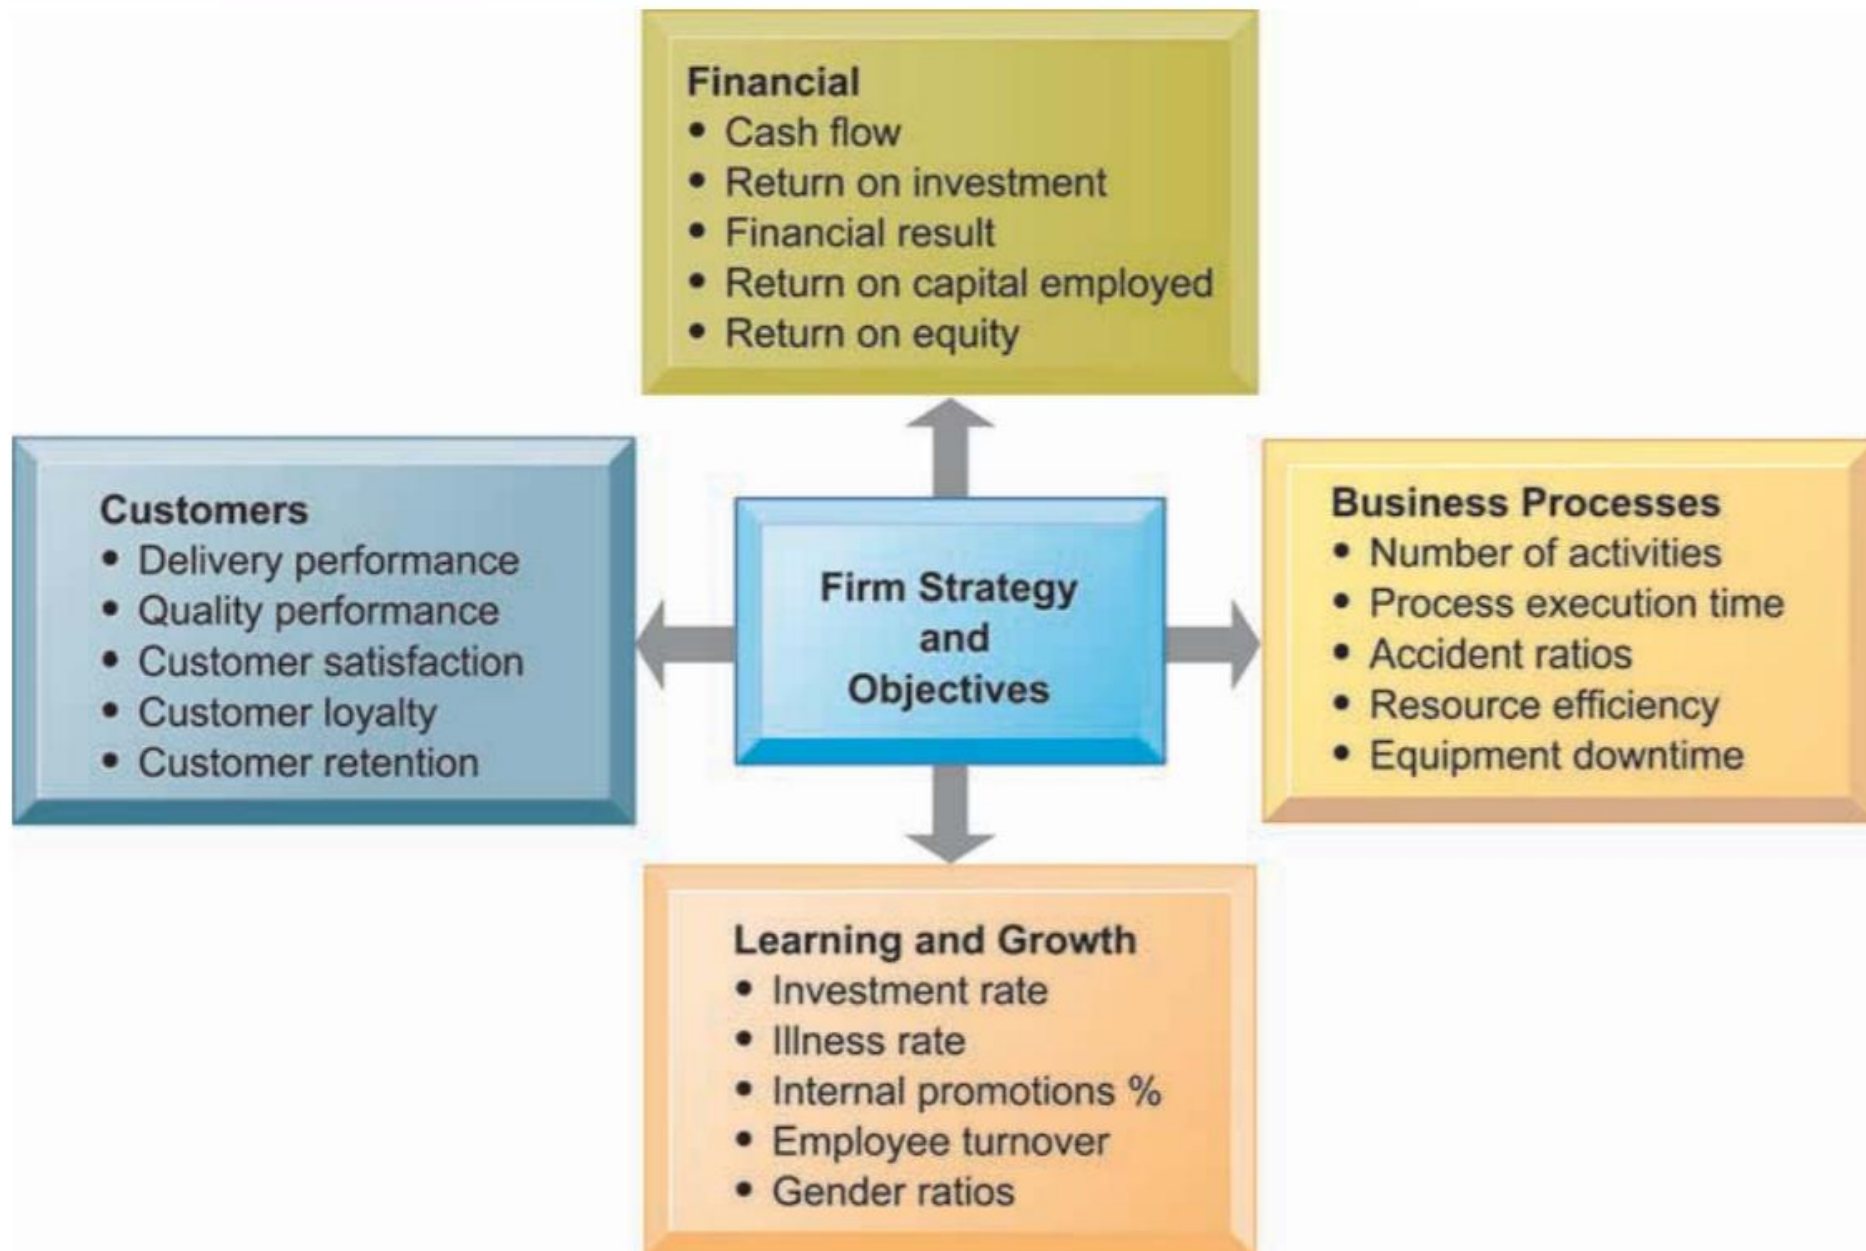 Financial
• Cash flow
• Return on investment
• Financial result
• Return on capital employed
• Return on equity
Customers
• Delivery performance
• Quality performance
• Customer satisfaction
• Customer loyalty
• Customer retention
Firm Strategy
and
Objectives
Business Processes
• Number of activities
• Process execution time
• Accident ratios
• Resource efficiency
• Equipment downtime
Learning and Growth
• Investment rate
• Illness rate
• Internal promotions %
• Employee turnover
• Gender ratios